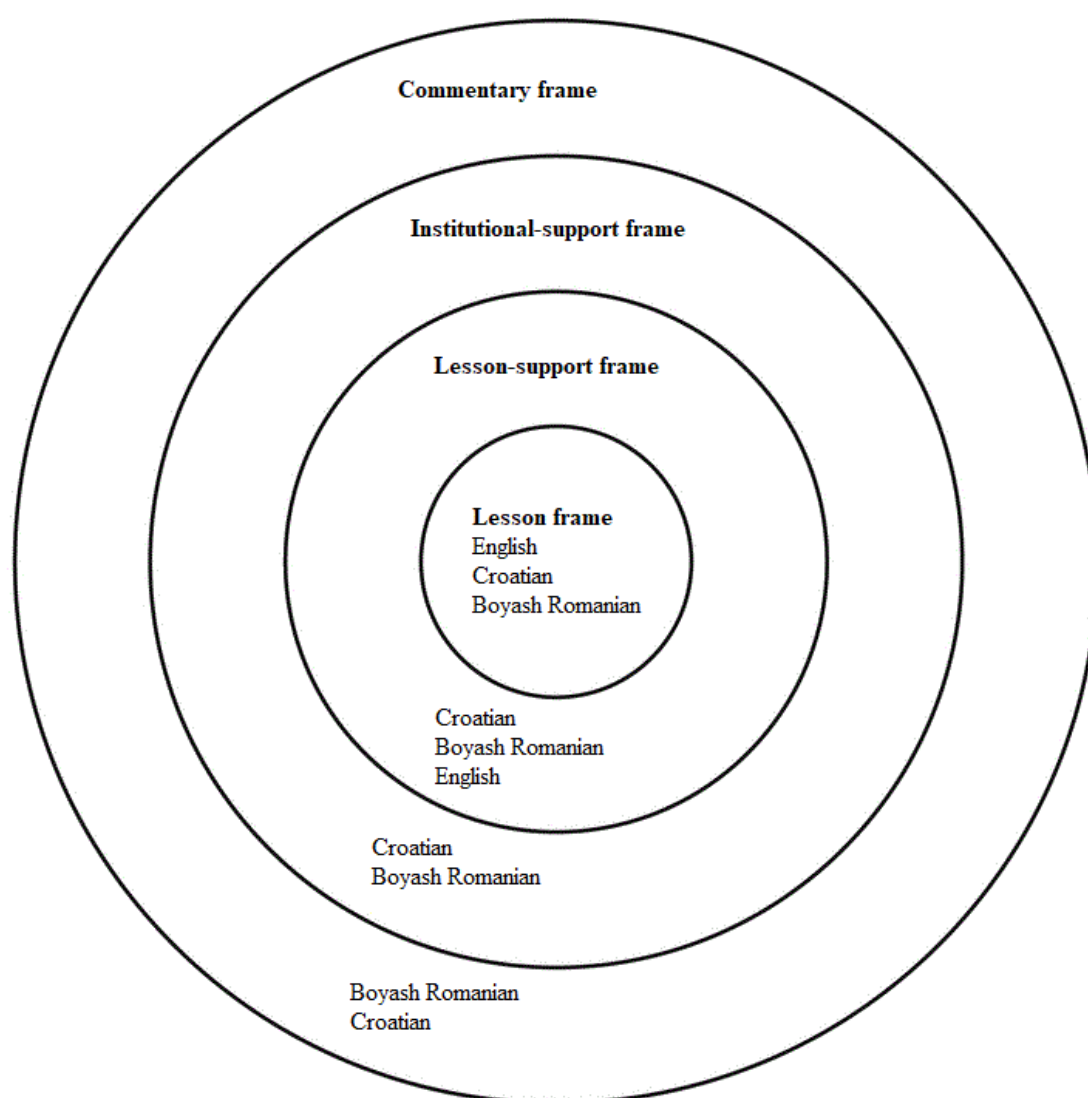 Commentary frame
Institutional-support frame
Lesson-support frame
Lesson frame
English
Croatian
Boyash Romanian
Croatian
Boyash Romanian
English
Croatian
Boyash Romanian
Boyash Romanian
Croatian